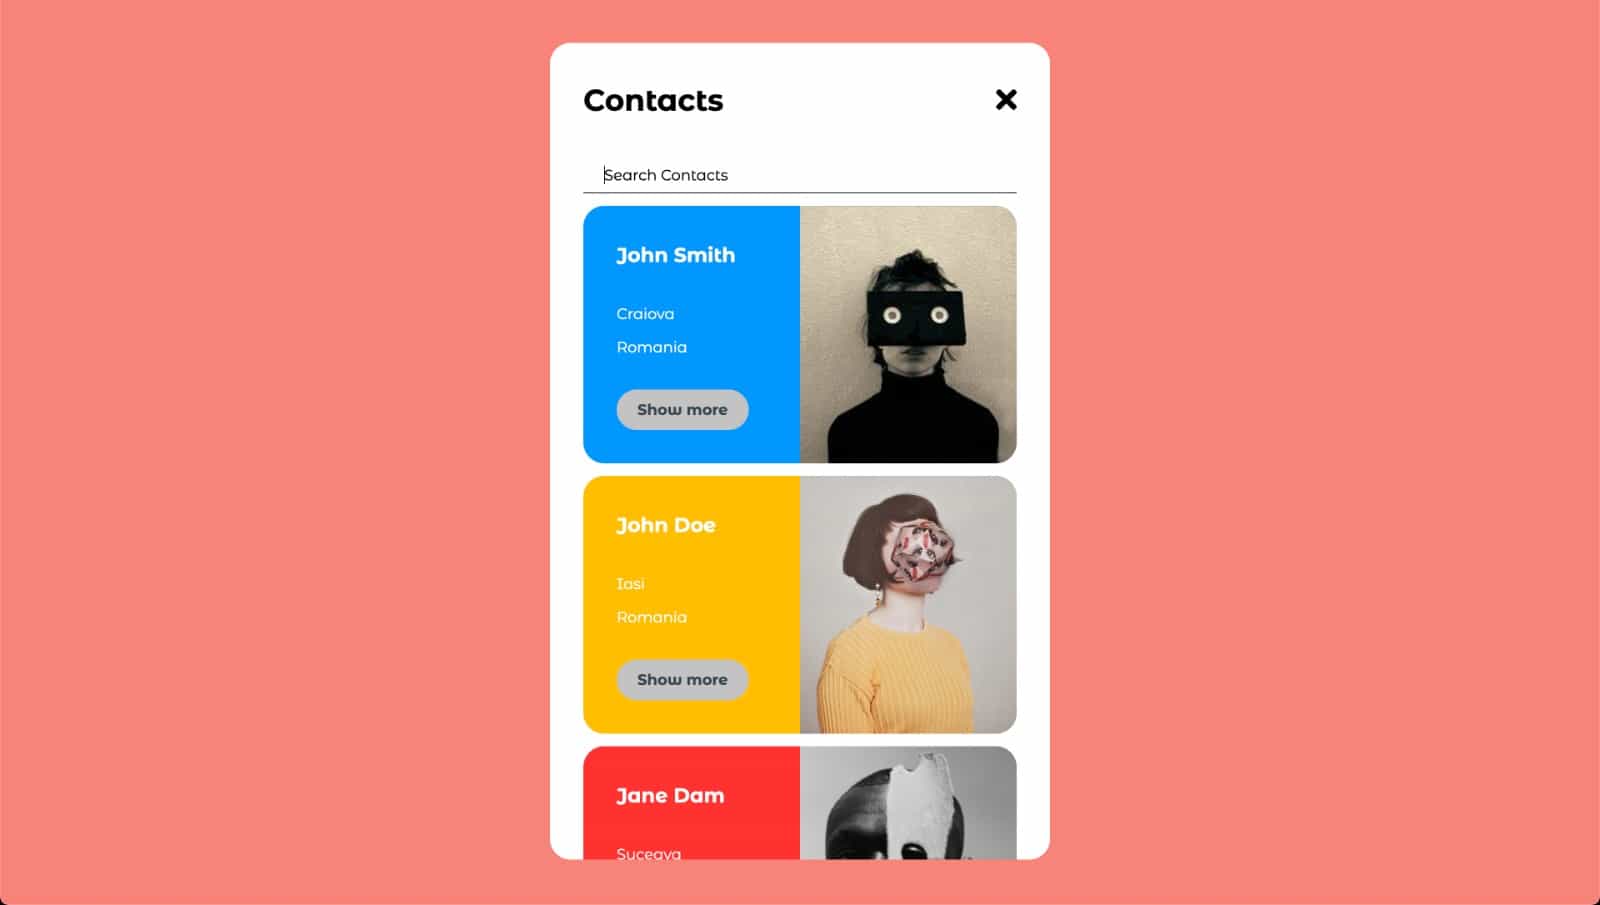 Contacts
Search Contacts
John Smith
Craiova
Romania
Show more
John Doe
Iasi
Romania
Show more
Jane Dam
Suceava